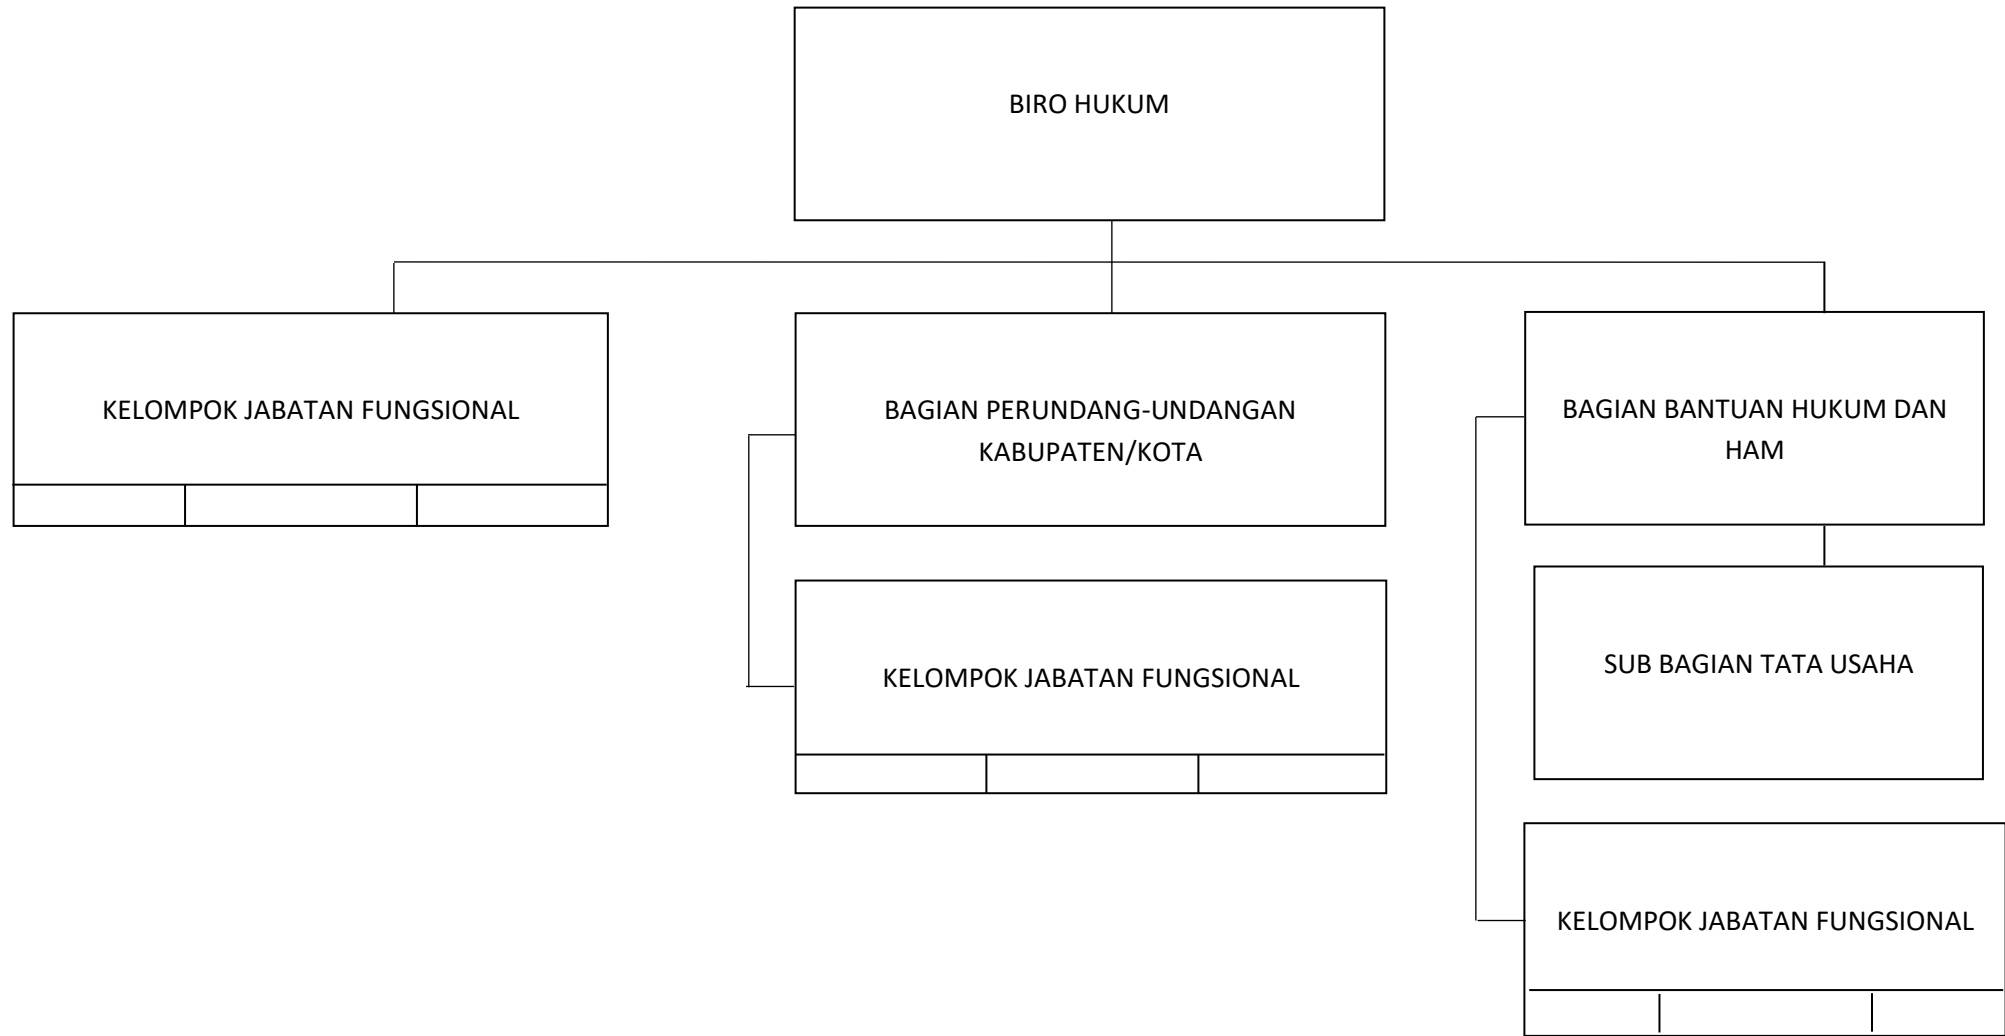 BIRO HUKUM
KELOMPOK JABATAN FUNGSIONAL
BAGIAN PERUNDANG-UNDANGAN
KABUPATEN/KOTA
BAGIAN BANTUAN HUKUM DAN
HAM
KELOMPOK JABATAN FUNGSIONAL
SUB BAGIAN TATA USAHA
KELOMPOK JABATAN FUNGSIONAL